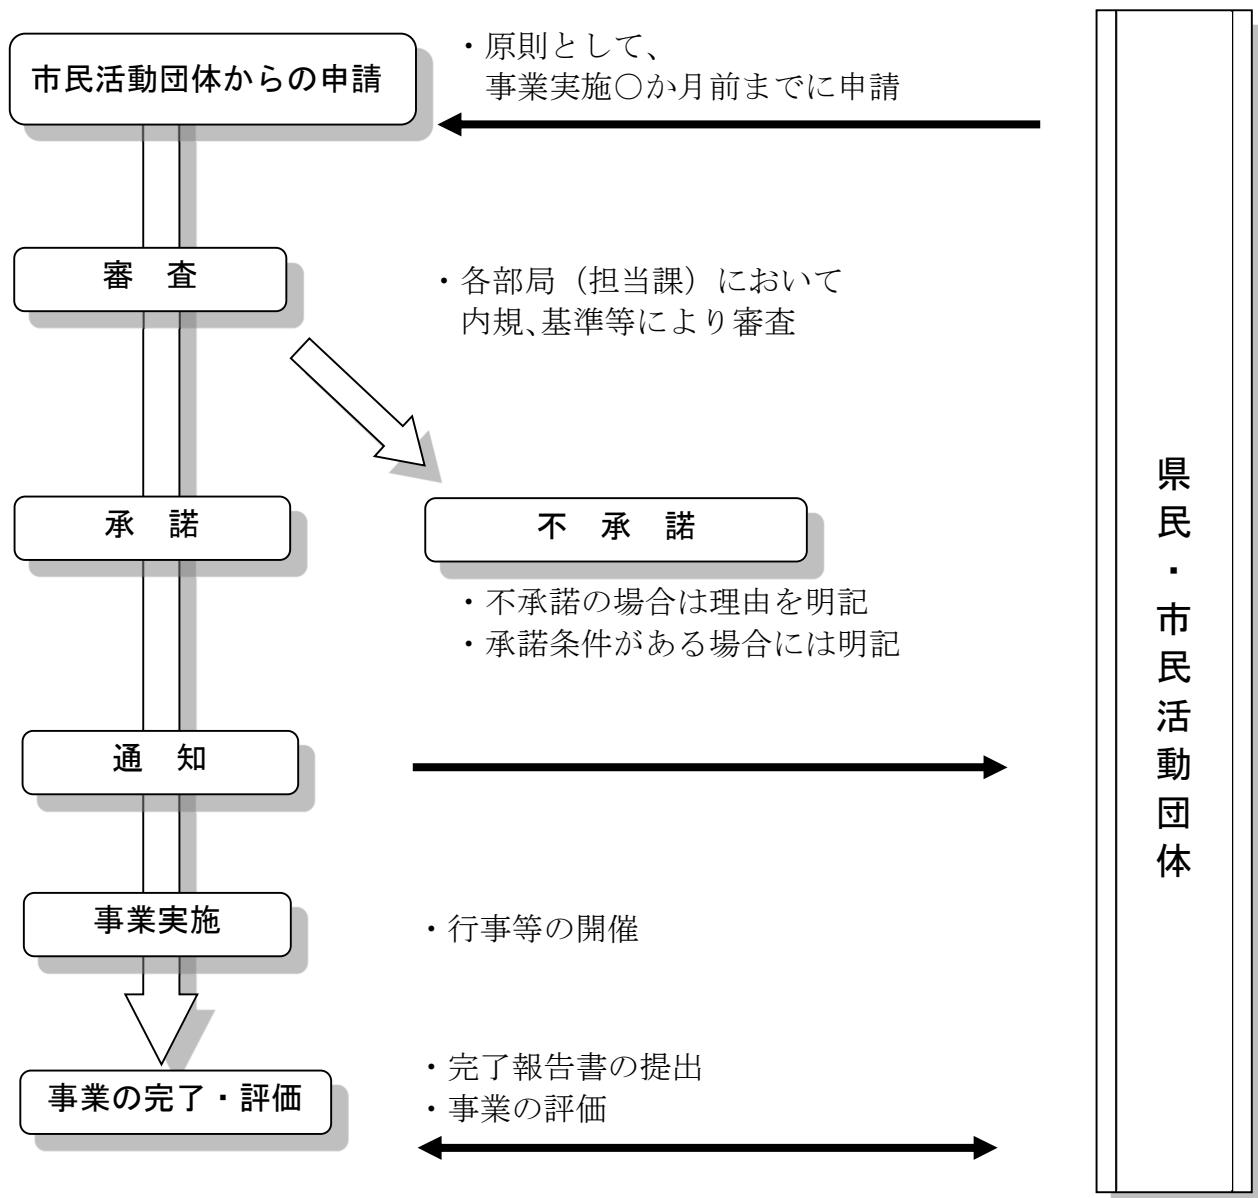 市民活動団体からの申請
・原則として、
事業実施○か月前までに申請
審　査
・各部局（担当課）において
内規、基準等により審査
承　諾
不　承　諾
・不承諾の場合は理由を明記
・承諾条件がある場合には明記
通　知
事業実施
・行事等の開催
事業の完了・評価
・完了報告書の提出
・事業の評価
県民・市民活動団体